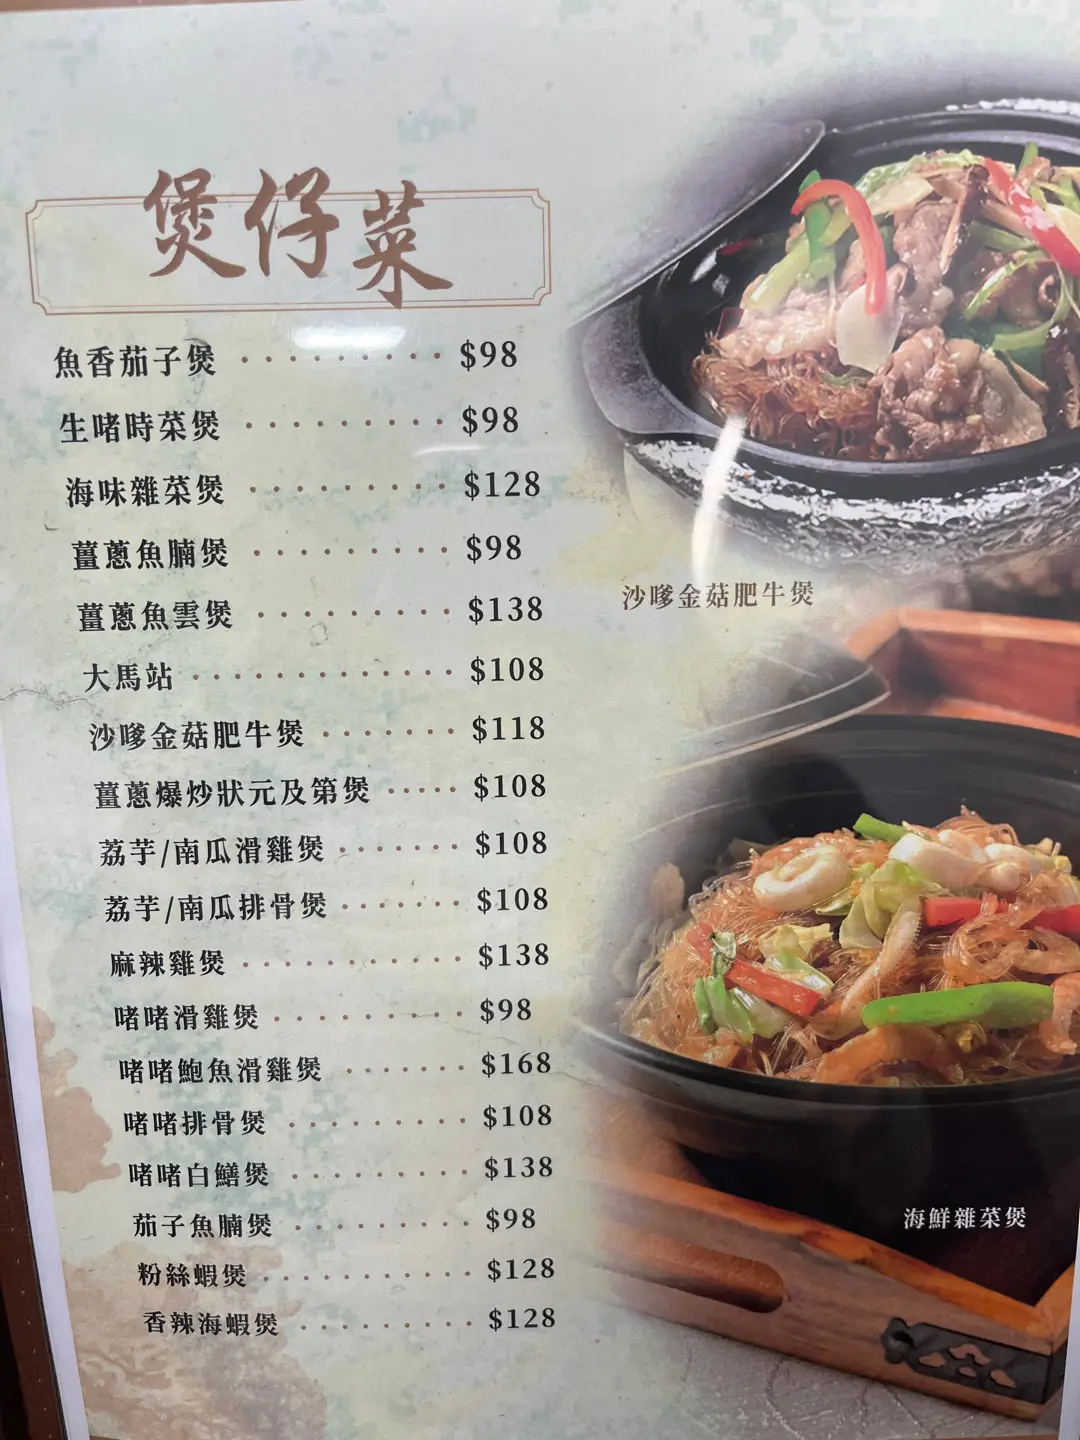 煲仔菜
魚香茄子煲 ········· $98
生啫時菜煲 ········· $98
海味雜菜煲 ········· $128
薑蔥魚腩煲 ········· $98
薑蔥魚雲煲 ········· $138
大馬站 ············ $108
沙嗲金菇肥牛煲 ······· $118
薑蔥爆炒狀元及第煲 ····· $108
荔芋/南瓜滑雞煲 ······· $108
荔芋/南瓜排骨煲 ······· $108
麻辣雞煲 ··········· $138
啫啫滑雞煲 ·········· $98
啫啫鮑魚滑雞煲 ······· $168
啫啫排骨煲 ········· $108
啫啫白鱔煲 ········· $138
茄子魚腩煲 ········· $98
粉絲蝦煲 ··········· $128
香辣海蝦煲 ········· $128
沙嗲金菇肥牛煲
海鮮雜菜煲